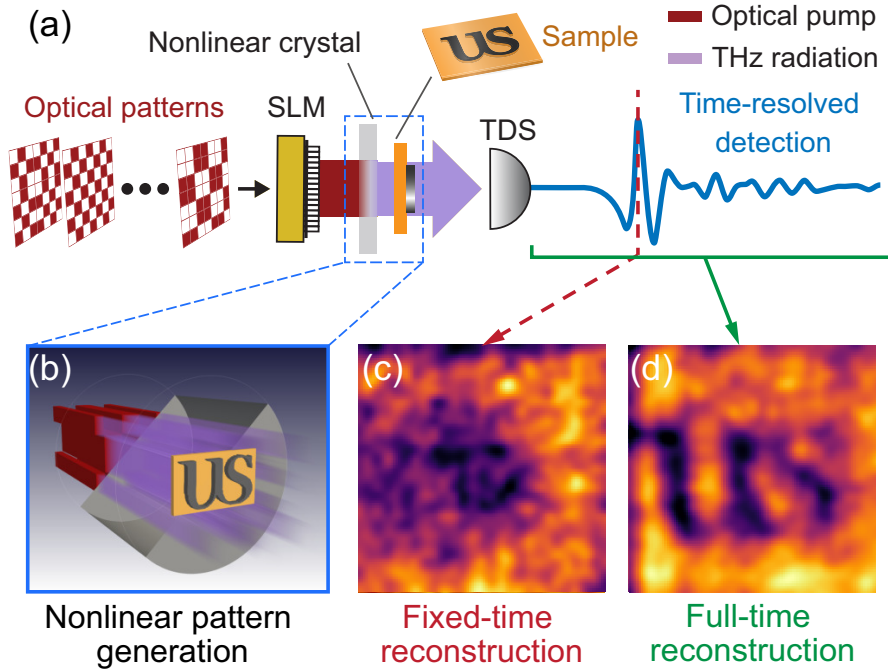 (a)
Nonlinear crystal
Sample
US
Optical pump
THz radiation
Optical patterns
SLM
TDS
Time-resolved
detection
(b)
US
(c)
(d)
Nonlinear pattern
generation
Fixed-time
reconstruction
Full-time
reconstruction